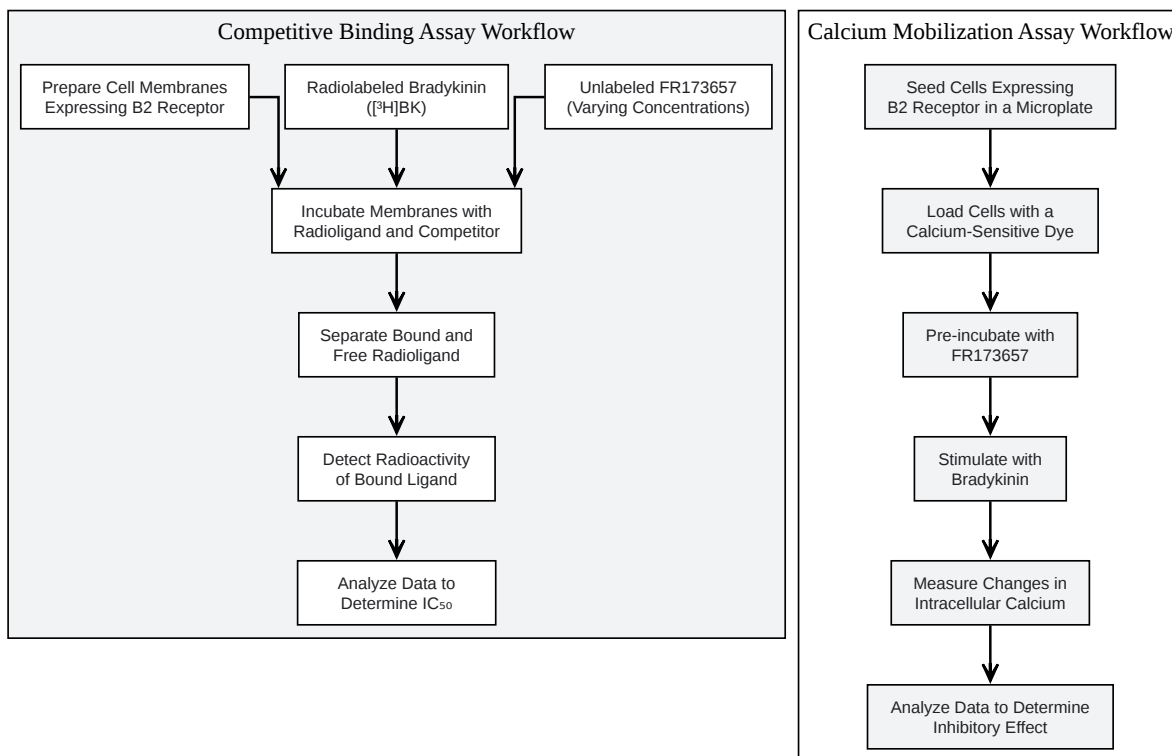 Competitive Binding Assay Workflow
Prepare Cell Membranes
Expressing B2 Receptor
Radiolabeled Bradykinin
([³H]BK)
Unlabeled FR173657
(Varying Concentrations)
Incubate Membranes with
Radioligand and Competitor
Separate Bound and
Free Radioligand
Detect Radioactivity
of Bound Ligand
Analyze Data to
Determine IC₅₀
Calcium Mobilization Assay Workflow
Seed Cells Expressing
B2 Receptor in a Microplate
Load Cells with a
Calcium-Sensitive Dye
Pre-incubate with
FR173657
Stimulate with
Bradykinin
Measure Changes in
Intracellular Calcium
Analyze Data to Determine
Inhibitory Effect